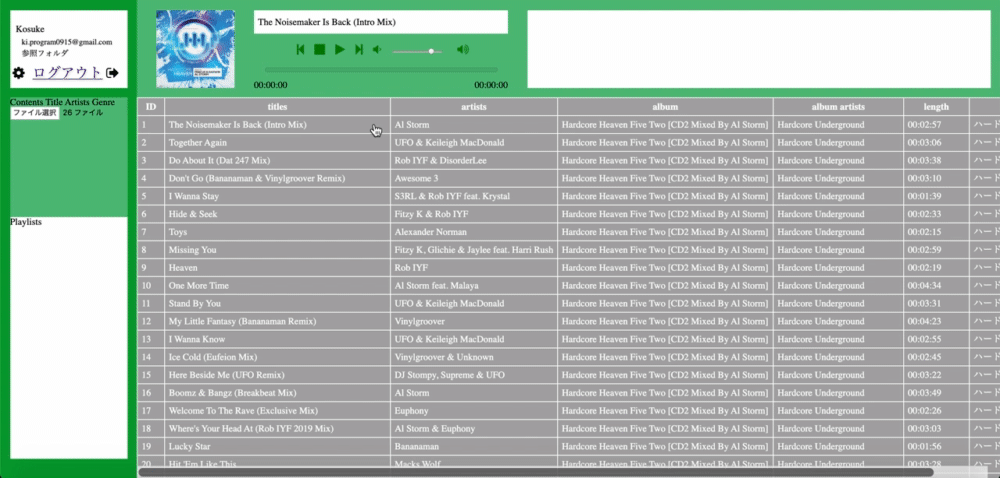 Kosuke
ki.program0915@gmail.com
参照フォルダ
ログアウト
The Noisemaker Is Back (Intro Mix)
00:00:00 00:00:00
Contents Title Artists Genre
ファイル選択 26 ファイル
Playlists
ID titles artists album album artists length
1 The Noisemaker Is Back (Intro Mix) Al Storm Hardcore Heaven Five Two [CD2 Mixed By Al Storm] Hardcore Underground 00:02:57 ハード
2 Together Again UFO & Keileigh MacDonald Hardcore Heaven Five Two [CD2 Mixed By Al Storm] Hardcore Underground 00:03:06 ハード
3 Do About It (Dat 247 Mix) Rob IYF & DisorderLee Hardcore Heaven Five Two [CD2 Mixed By Al Storm] Hardcore Underground 00:03:38 ハード
4 Don't Go (Bananaman & Vinylgroover Remix) Awesome 3 Hardcore Heaven Five Two [CD2 Mixed By Al Storm] Hardcore Underground 00:03:10 ハード
5 I Wanna Stay S3RL & Rob IYF feat. Krystal Hardcore Heaven Five Two [CD2 Mixed By Al Storm] Hardcore Underground 00:01:39 ハード
6 Hide & Seek Fitzy K & Rob IYF Hardcore Heaven Five Two [CD2 Mixed By Al Storm] Hardcore Underground 00:02:33 ハード
7 Toys Alexander Norman Hardcore Heaven Five Two [CD2 Mixed By Al Storm] Hardcore Underground 00:02:15 ハード
8 Missing You Fitzy K, Glichie & Jaylee feat. Harri Rush Hardcore Heaven Five Two [CD2 Mixed By Al Storm] Hardcore Underground 00:02:59 ハード
9 Heaven Rob IYF Hardcore Heaven Five Two [CD2 Mixed By Al Storm] Hardcore Underground 00:02:19 ハード
10 One More Time Al Storm feat. Malaya Hardcore Heaven Five Two [CD2 Mixed By Al Storm] Hardcore Underground 00:04:34 ハード
11 Stand By You UFO & Keileigh MacDonald Hardcore Heaven Five Two [CD2 Mixed By Al Storm] Hardcore Underground 00:03:31 ハード
12 My Little Fantasy (Bananaman Remix) Vinylgroover Hardcore Heaven Five Two [CD2 Mixed By Al Storm] Hardcore Underground 00:04:23 ハード
13 I Wanna Know UFO & Keileigh MacDonald Hardcore Heaven Five Two [CD2 Mixed By Al Storm] Hardcore Underground 00:02:55 ハード
14 Ice Cold (Eufeion Mix) Vinylgroover & Unknown Hardcore Heaven Five Two [CD2 Mixed By Al Storm] Hardcore Underground 00:02:45 ハード
15 Here Beside Me (UFO Remix) DJ Stompy, Supreme & UFO Hardcore Heaven Five Two [CD2 Mixed By Al Storm] Hardcore Underground 00:03:22 ハード
16 Boomz & Bangz (Breakbeat Mix) Al Storm Hardcore Heaven Five Two [CD2 Mixed By Al Storm] Hardcore Underground 00:03:49 ハード
17 Welcome To The Rave (Exclusive Mix) Euphony Hardcore Heaven Five Two [CD2 Mixed By Al Storm] Hardcore Underground 00:02:26 ハード
18 Where's Your Head At (Rob IYF 2019 Mix) Al Storm & Euphony Hardcore Heaven Five Two [CD2 Mixed By Al Storm] Hardcore Underground 00:03:03 ハード
19 Lucky Star Bananaman Hardcore Heaven Five Two [CD2 Mixed By Al Storm] Hardcore Underground 00:01:56 ハード
20 Hit 'Em Like This Macks Wolf Hardcore Heaven Five Two [CD2 Mixed By Al Storm] Hardcore Underground 00:03:28 ハード